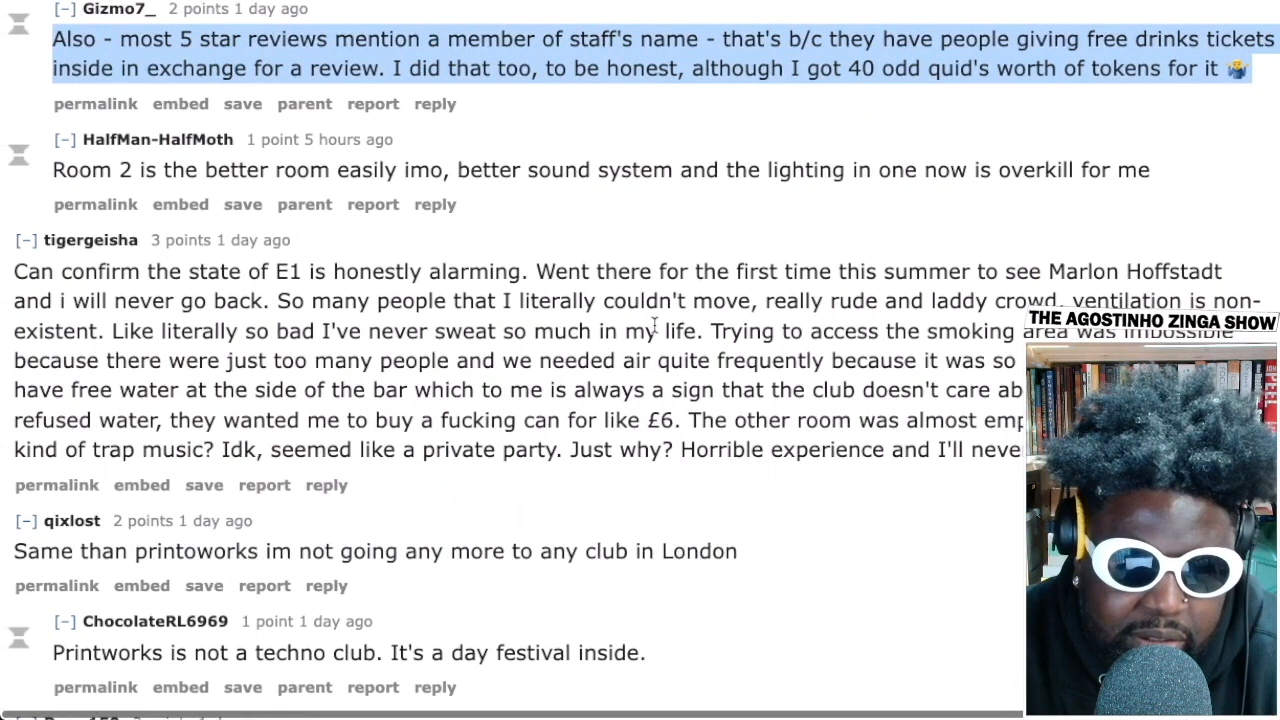 [–] Gizmo7_ 2 points 1 day ago
Also - most 5 star reviews mention a member of staff's name - that's b/c they have people giving free drinks tickets
inside in exchange for a review. I did that too, to be honest, although I got 40 odd quid's worth of tokens for it 🤷‍♂️
permalink embed save parent report reply
[–] HalfMan-HalfMoth 1 point 5 hours ago
Room 2 is the better room easily imo, better sound system and the lighting in one now is overkill for me
permalink embed save parent report reply
[–] tigergeisha 3 points 1 day ago
Can confirm the state of E1 is honestly alarming. Went there for the first time this summer to see Marlon Hoffstadt
and i will never go back. So many people that I literally couldn't move, really rude and laddy crowd, ventilation is non-
existent. Like literally so bad I've never sweat so much in my life. Trying to access the smoking area was impossible
because there were just too many people and we needed air quite frequently because it was so
have free water at the side of the bar which to me is always a sign that the club doesn't care
refused water, they wanted me to buy a fucking can for like £6. The other room was almost
kind of trap music? Idk, seemed like a private party. Just why? Horrible experience and I'll
permalink embed save report reply
[–] qixlost 2 points 1 day ago
Same than printoworks im not going any more to any club in London
permalink embed save report reply
[–] ChocolateRL6969 1 point 1 day ago
Printworks is not a techno club. It's a day festival inside.
permalink embed save parent report reply
THE AGOSTINHO ZINGA SHOW